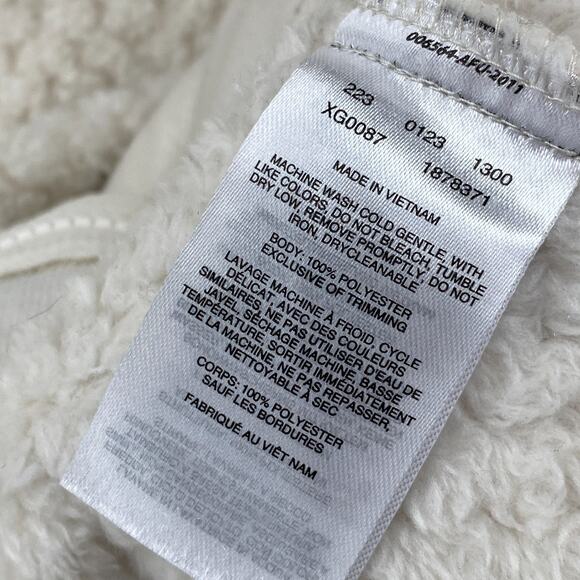 006564-AFU-2011
223 0123 1300
XG0087 1878371
MADE IN VIETNAM
MACHINE WASH COLD GENTLE, WITH
LIKE COLORS, DO NOT BLEACH, TUMBLE
DRY LOW, REMOVE PROMPTLY, DO NOT
IRON, DRYCLEANABLE
BODY: 100% POLYESTER
EXCLUSIVE OF TRIMMING
LAVAGE MACHINE À FROID, CYCLE
DÉLICAT, AVEC DES COULEURS
SIMILAIRES, NE PAS UTILISER D'EAU DE
JAVEL, SÉCHAGE MACHINE, BASSE
TEMPÉRATURE, SORTIR IMMÉDIATEMENT
DE LA MACHINE, NE PAS REPASSER,
NETTOYABLE À SEC
CORPS: 100% POLYESTER
SAUF LES BORDURES
FABRIQUÉ AU VIÊT NAM